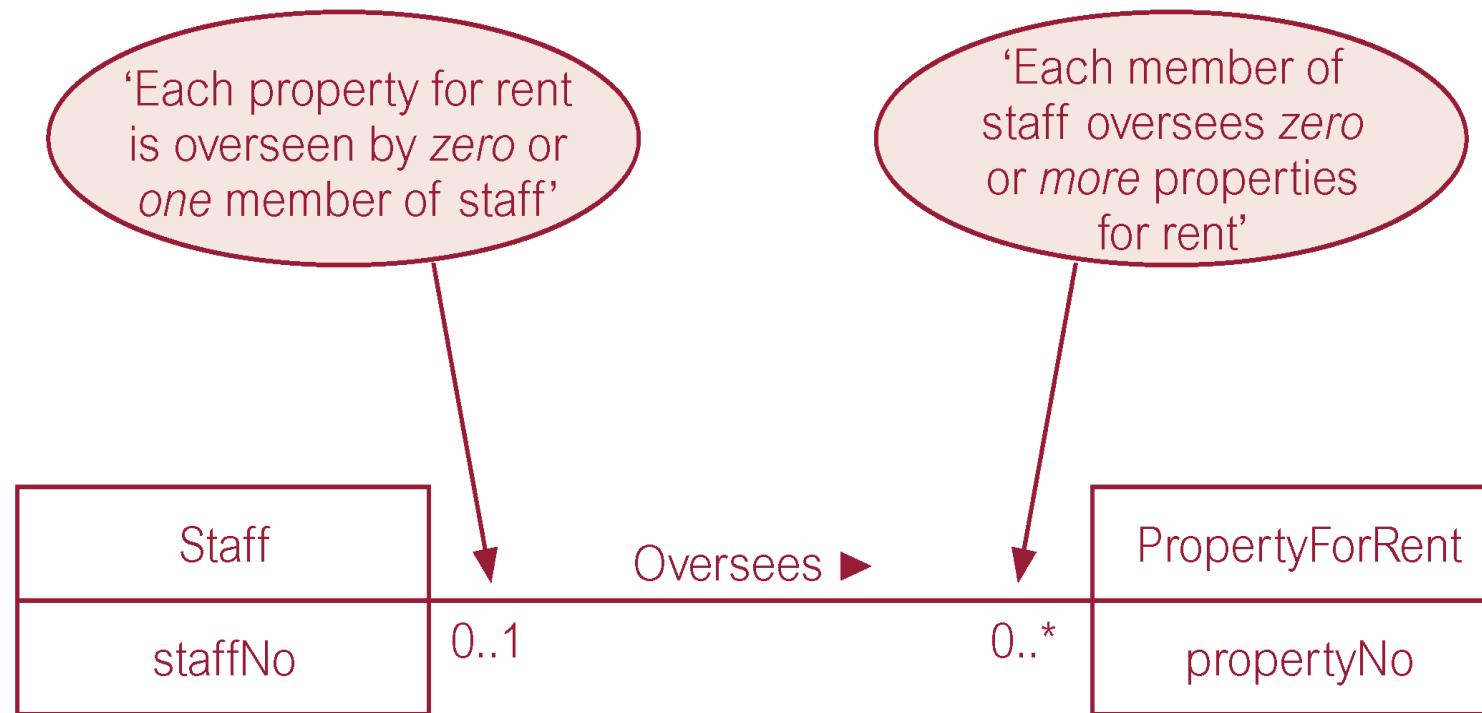 ‘Each property for rent
is overseen by zero or
one member of staff’
‘Each member of
staff oversees zero
or more properties
for rent’
Staff
Oversees ►
PropertyForRent
staffNo
0..1
0..*
propertyNo